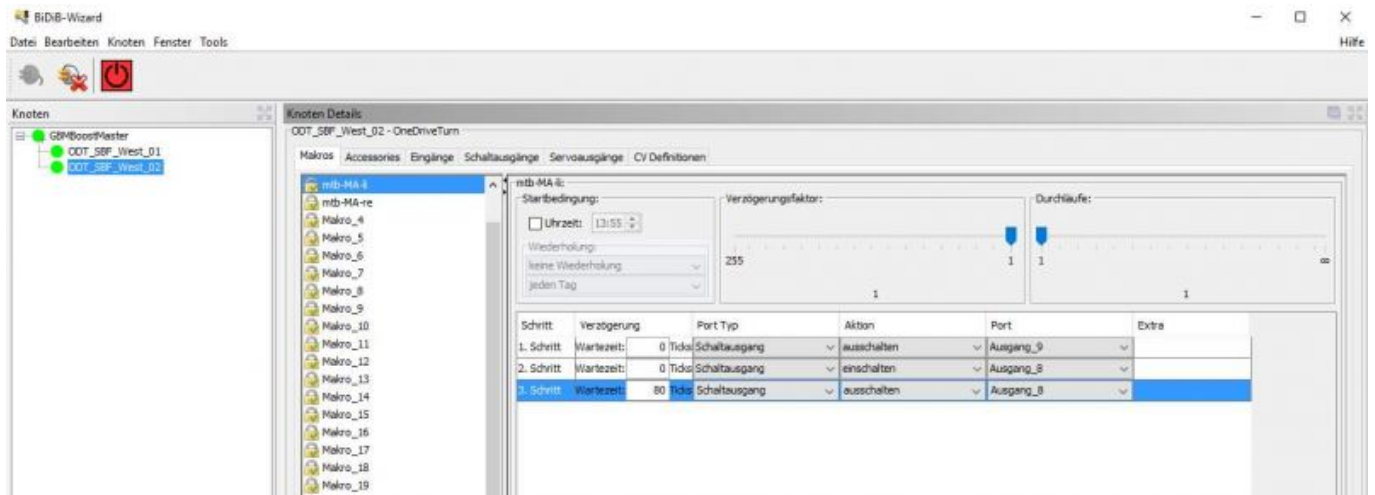 BiDiB-Wizard
Datei Bearbeiten Knoten Fenster Tools
Hilfe
Knoten
GBMBoostMaster
ODT_SBF_West_01
ODT_SBF_West_02
Knoten Details
ODT_SBF_West_02 - OneDriveTurn
Makros Accessories Eingänge Schaltausgänge Servoausgänge CV Definitionen
mtb-MA-li
mtb-MA-re
Makro_4
Makro_5
Makro_6
Makro_7
Makro_8
Makro_9
Makro_10
Makro_11
Makro_12
Makro_13
Makro_14
Makro_15
Makro_16
Makro_17
Makro_18
Makro_19
mtb-MA-li:
Startbedingung:
Uhrzeit: 13:55
Wiederholung:
keine Wiederholung
jeden Tag
Verzögerungsfaktor:
255 1
1
Durchläufe:
1 ∞
1
Schritt Verzögerung Port Typ Aktion Port Extra
1. Schritt Wartezeit: 0 Ticks Schaltausgang ausschalten Ausgang_9
2. Schritt Wartezeit: 0 Ticks Schaltausgang einschalten Ausgang_8
3. Schritt Wartezeit: 80 Ticks Schaltausgang ausschalten Ausgang_8